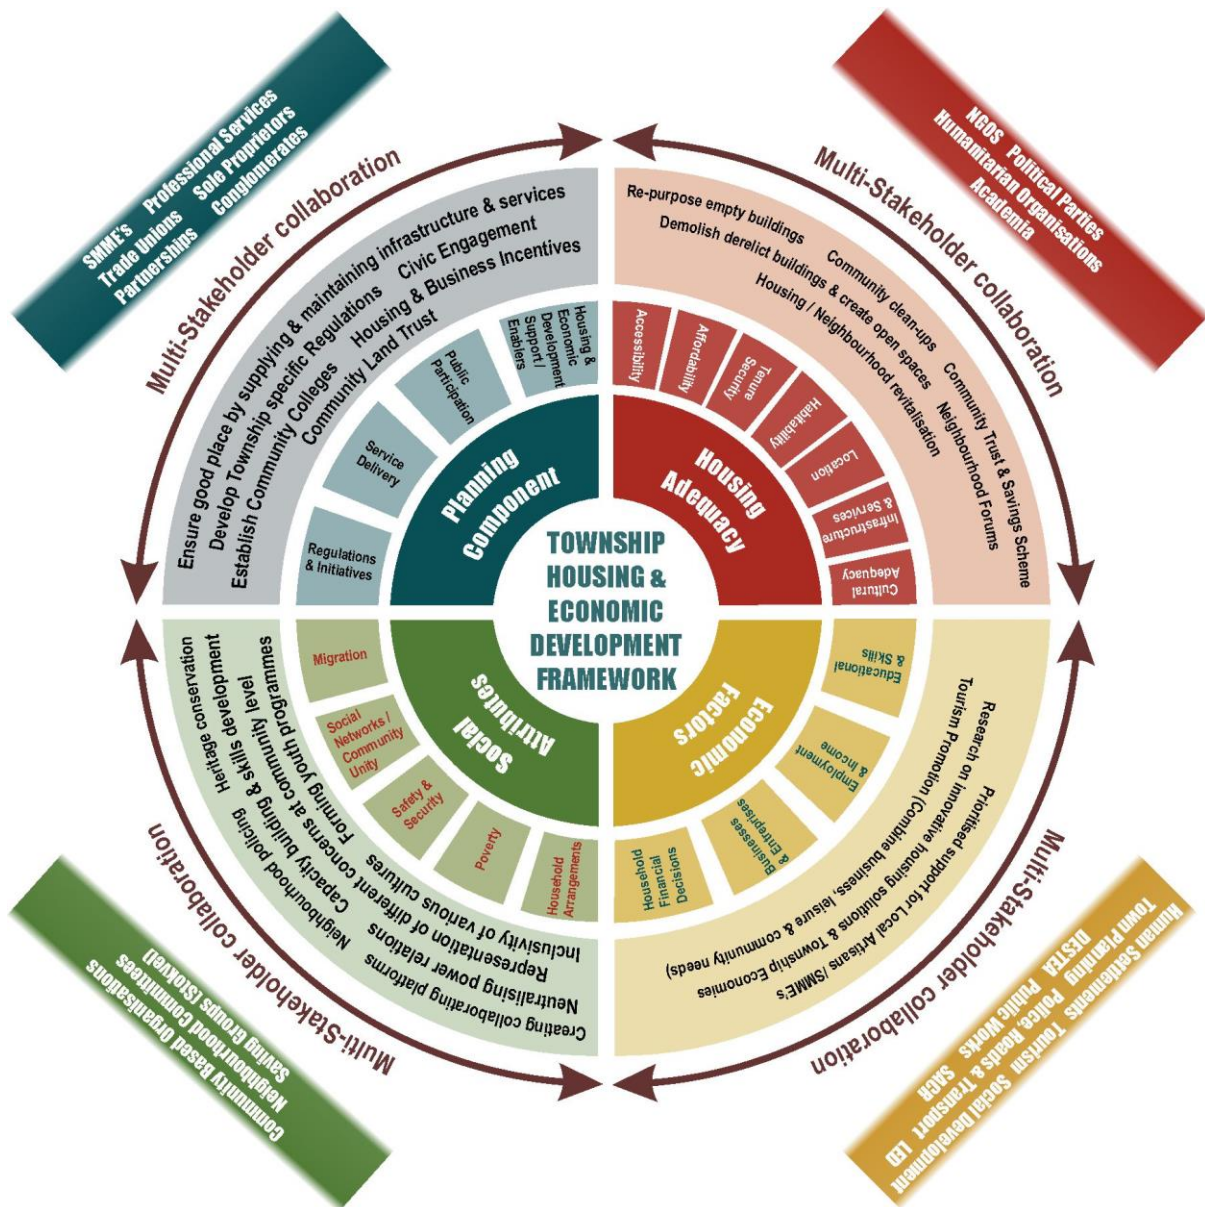 SMME's Professional Services
Trade Unions Sole Proprietors
Partnerships Conglomerates
NGOS Political Parties
Humanitarian Organisations
Academia
Multi-Stakeholder collaboration
Multi-Stakeholder collaboration
Ensure good place by supplying & maintaining infrastructure & services
Develop Township specific Regulations Civic Engagement
Establish Community Colleges Housing & Business Incentives
Community Land Trust
Re-purpose empty buildings Community clean-ups Community Trust & Savings Scheme
Demolish derelict buildings & create open spaces Neighbourhood Forums
Housing / Neighbourhood revitalisation
Regulations
& Initiatives
Service
Delivery
Public
Participation
Housing &
Economic
Development
Support /
Enablers
Accessibility
Affordability
Tenure
Security
Habitability
Location
Infrastructure
& Services
Cultural
Adequacy
Planning
Component
Housing
Adequacy
TOWNSHIP
HOUSING &
ECONOMIC
DEVELOPMENT
FRAMEWORK
Social
Attributes
Economic
Factors
Migration
Social
Networks /
Community
Unity
Safety &
Security
Poverty
Household
Arrangements
Household
Financial
Decisions
Businesses
& Entreprises
Employment
& Income
Educational
& Skills
Heritage conservation
Neighbourhood policing
Capacity building & skills development
Creating collaborating platforms
Neutralising power relations
Representation of different concerns at community level
Inclusivity of various cultures
Forming youth programmes
Prioritised support for Local Artisans /SMME's
Research on innovative housing solutions & Township Economies
Tourism Promotion (Combine business, leisure & community needs)
Multi-Stakeholder collaboration
Multi-Stakeholder collaboration
Community Based Organisations
Neighbourhood Committees
Saving Groups (Stokvel)
Human Settlements Tourism Social Development
Town Planning Police, Roads & Transport LED
DESTEA Public Works SACR